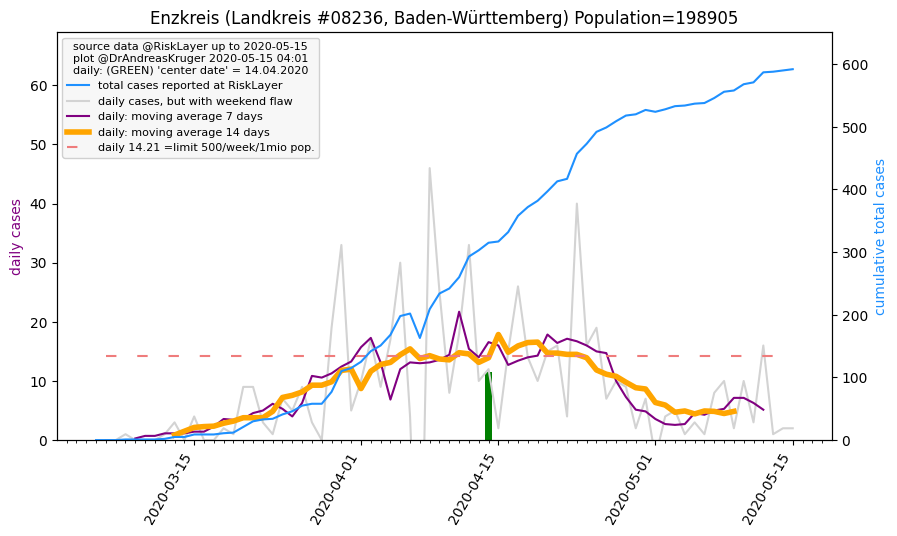 Enzkreis (Landkreis #08236, Baden-Württemberg) Population=198905
source data @RiskLayer up to 2020-05-15
plot @DrAndreasKruger 2020-05-15 04:01
daily: (GREEN) 'center date' = 14.04.2020
total cases reported at RiskLayer
daily cases, but with weekend flaw
daily: moving average 7 days
daily: moving average 14 days
daily 14.21 =limit 500/week/1mio pop.
daily cases
60
50
40
30
20
10
0
cumulative total cases
600
500
400
300
200
100
0
2020-03-15
2020-04-01
2020-04-15
2020-05-01
2020-05-15